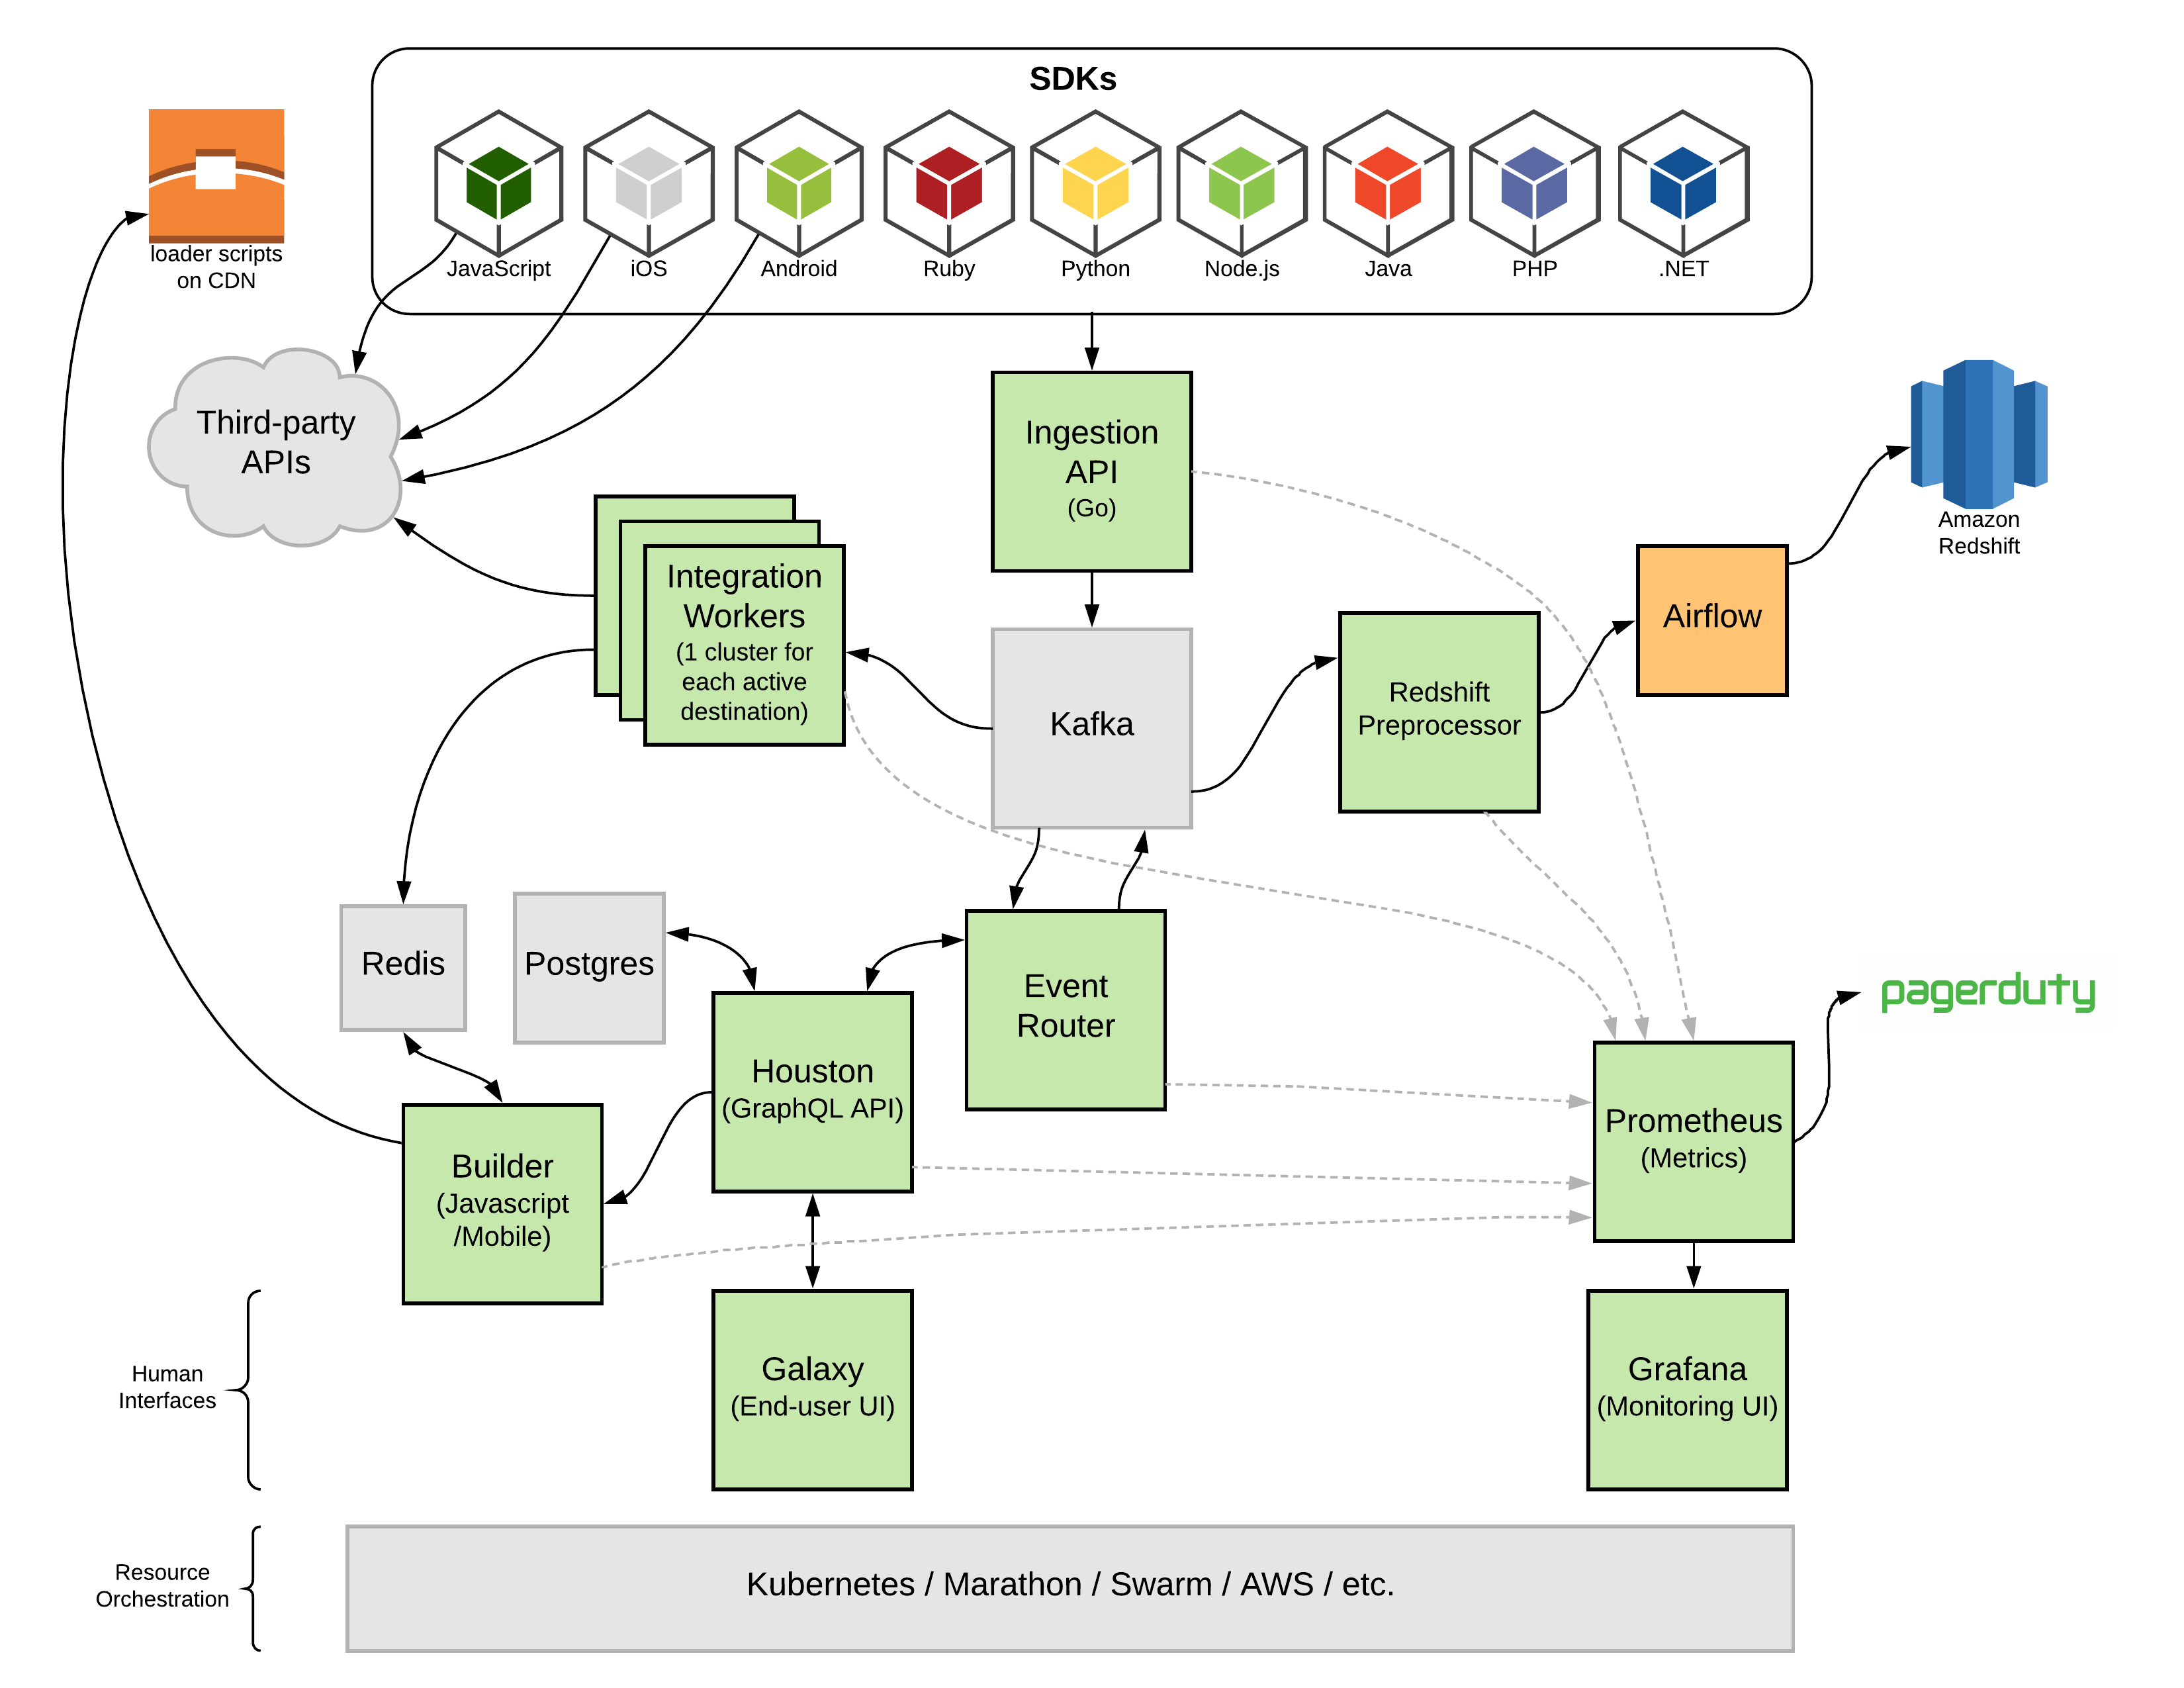 SDKs
JavaScript
iOS
Android
Ruby
Python
Node.js
Java
PHP
.NET
loader scripts
on CDN
Third-party
APIs
Ingestion
API
(Go)
Amazon
Redshift
Integration
Workers
(1 cluster for
each active
destination)
Kafka
Redshift
Preprocessor
Airflow
Redis
Postgres
Event
Router
pagerduty
Houston
(GraphQL API)
Prometheus
(Metrics)
Builder
(Javascript
/Mobile)
Human
Interfaces
Galaxy
(End-user UI)
Grafana
(Monitoring UI)
Resource
Orchestration
Kubernetes / Marathon / Swarm / AWS / etc.